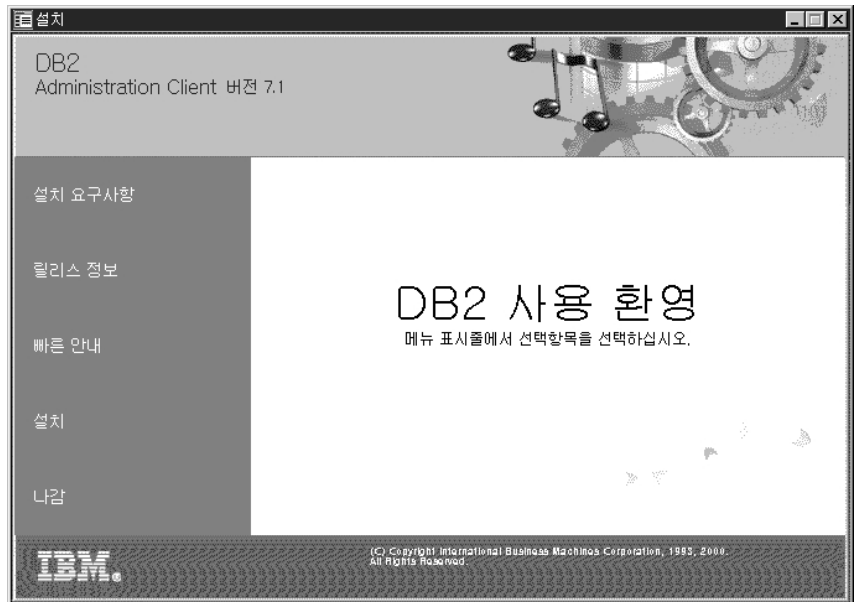 설치
DB2
Administration Client 버전 7.1
설치 요구사항
릴리스 정보
빠른 안내
설치
나감
DB2 사용 환영
메뉴 표시줄에서 선택항목을 선택하십시오.
IBM®
(C) Copyright International Business Machines Corporation, 1993, 2000.
All Rights Reserved.